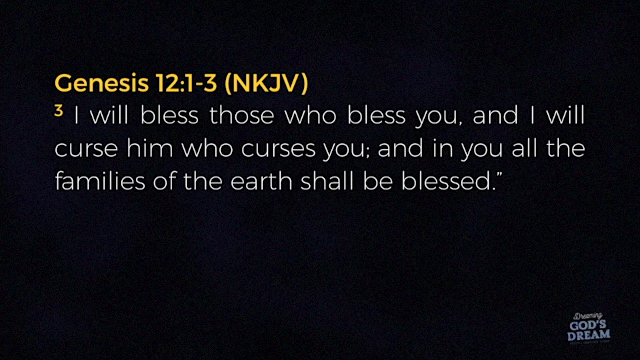 Genesis 12:1-3 (NKJV)
3 I will bless those who bless you, and I will
curse him who curses you; and in you all the
families of the earth shall be blessed.”
Dreaming
GOD'S
DREAM